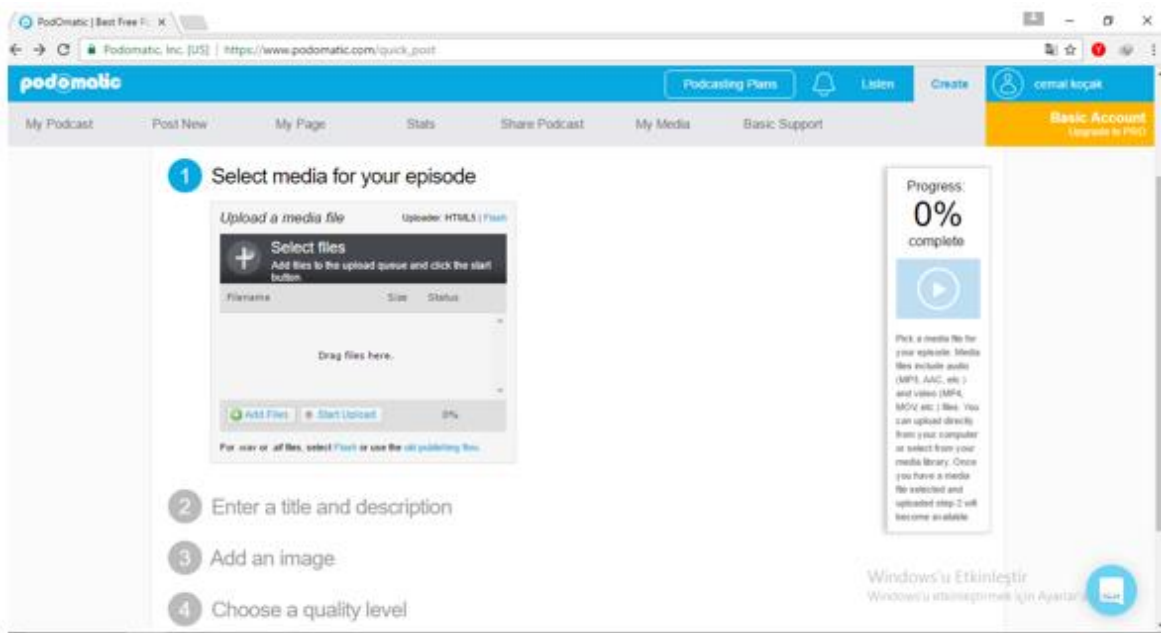 PodOmatic | Best Free P
Podomatic, Inc. [US] | https://www.podomatic.com/quick_post
podomatic
Podcasting Plans
Listen
Create
cemal koçak
My Podcast
Post New
My Page
Stats
Share Podcast
My Media
Basic Support
Basic Account
Upgrade to PRO
1
Select media for your episode
Upload a media file
Uploader: HTML5 | Flash
Select files
Add files to the upload queue and click the start
button.
Filename
Size
Status
Drag files here.
Add Files
Start Upload
0%
For .wav or .aif files, select Flash or use the old publishing flow.
2
Enter a title and description
3
Add an image
4
Choose a quality level
Progress:
0%
complete
Pick a media file for
your episode. Media
files include audio
(MP3, AAC, etc.)
and video (MP4,
MOV, etc.) files. You
can upload directly
from your computer
or select from your
media library. Once
you have a media
file selected and
uploaded step 2 will
become available.
Windows'u Etkinleştir
Windows'u etkinleştirmek için Ayarlar'a